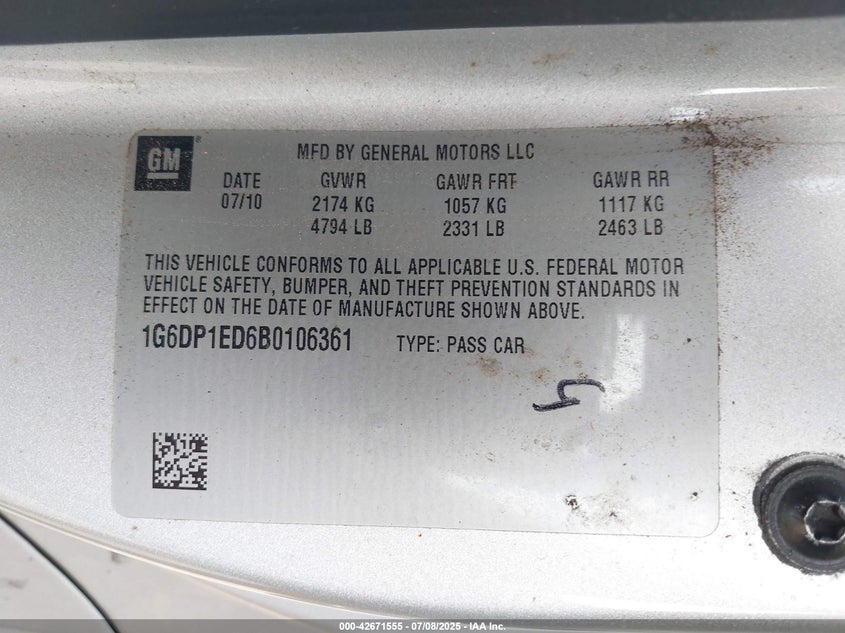 GM®
MFD BY GENERAL MOTORS LLC
DATE GVWR GAWR FRT GAWR RR
07/10 2174 KG 1057 KG 1117 KG
4794 LB 2331 LB 2463 LB
THIS VEHICLE CONFORMS TO ALL APPLICABLE U.S. FEDERAL MOTOR
VEHICLE SAFETY, BUMPER, AND THEFT PREVENTION STANDARDS IN
EFFECT ON THE DATE OF MANUFACTURE SHOWN ABOVE.
1G6DP1ED6B0106361 TYPE: PASS CAR
000-42671555 - 07/08/2025 - IAA Inc.